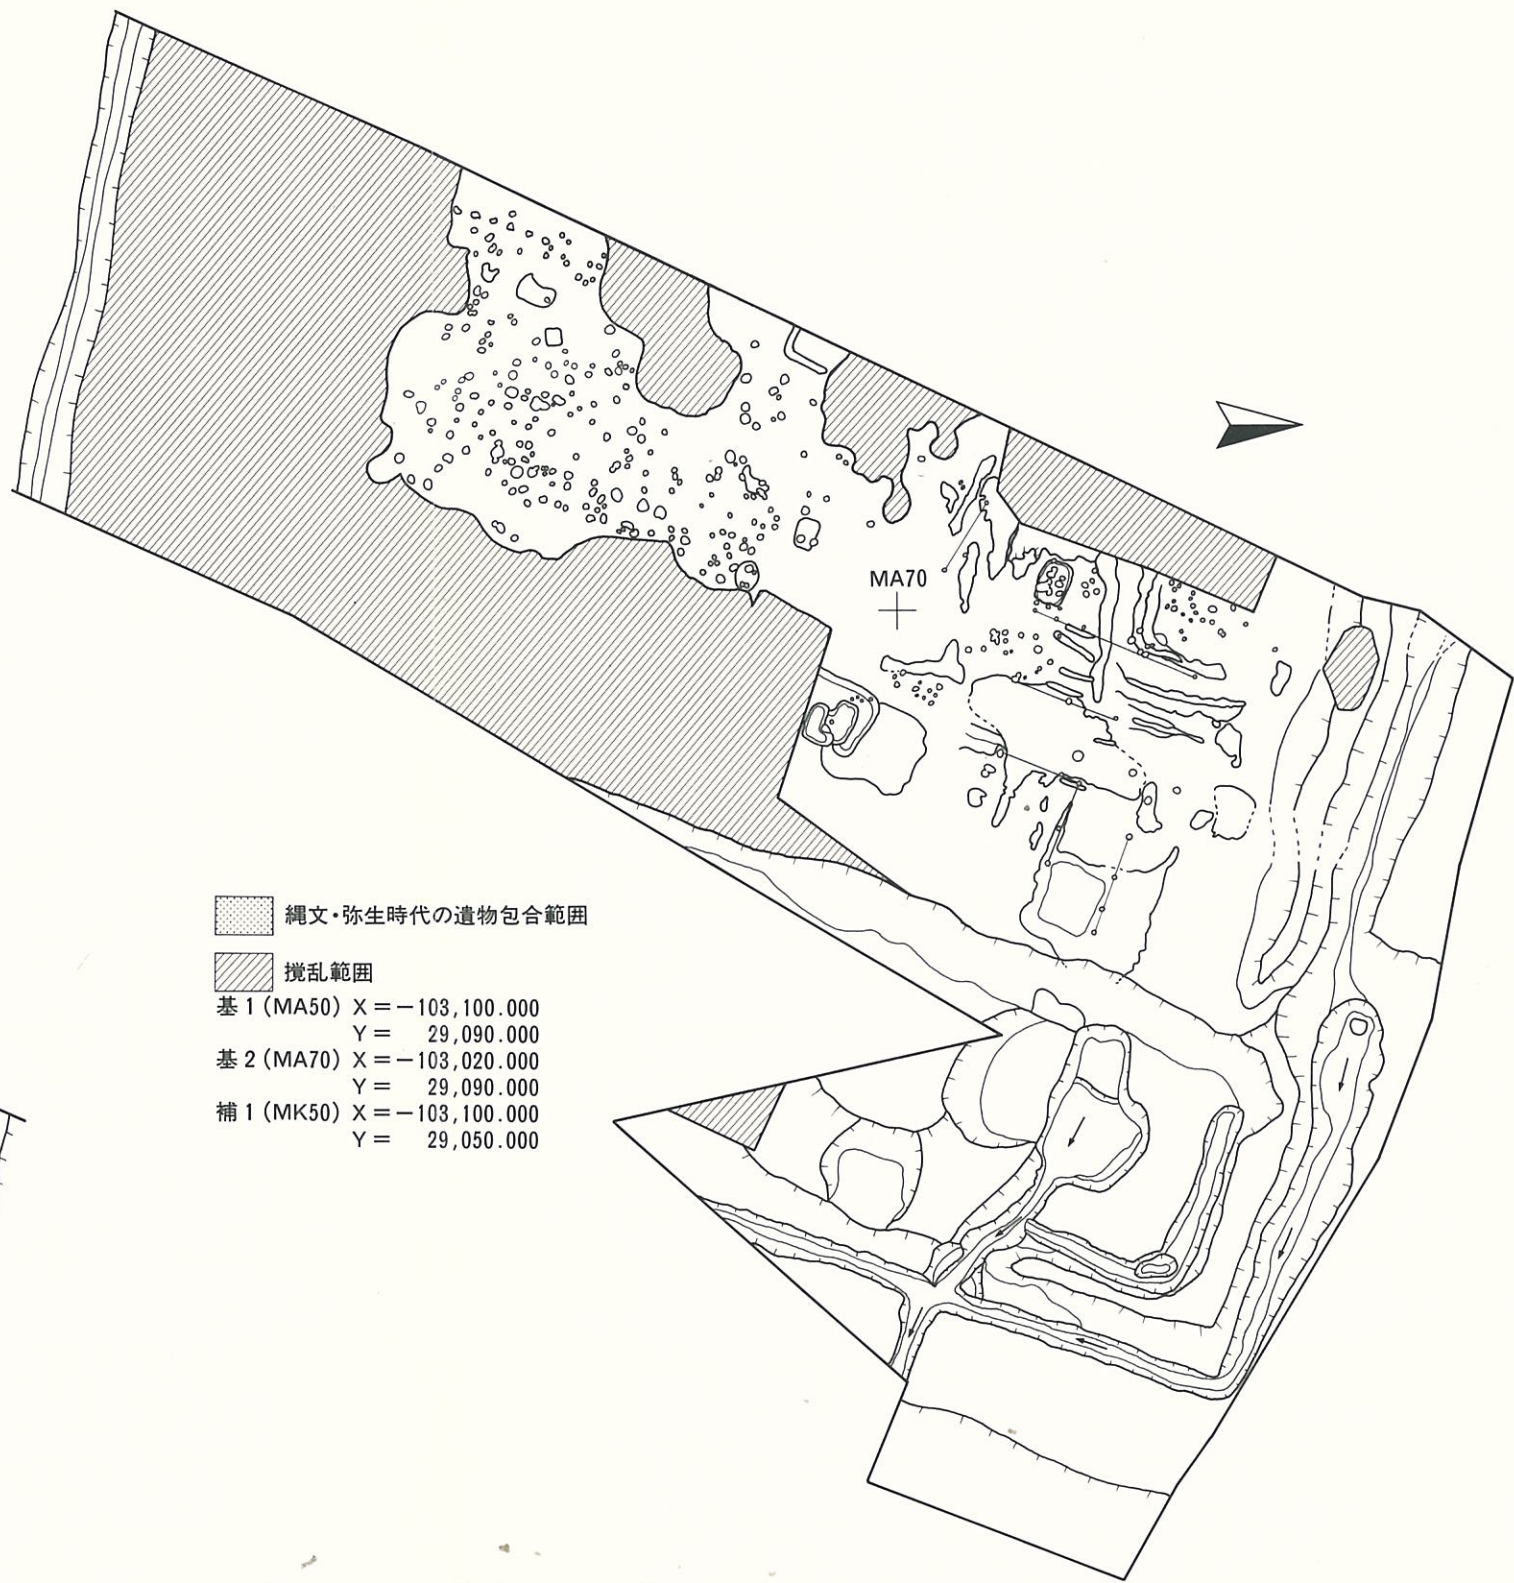 MA70
縄文・弥生時代の遺物包含範囲
攪乱範囲
基1(MA50) X=−103,100.000
Y= 29,090.000
基2(MA70) X=−103,020.000
Y= 29,090.000
補1(MK50) X=−103,100.000
Y= 29,050.000